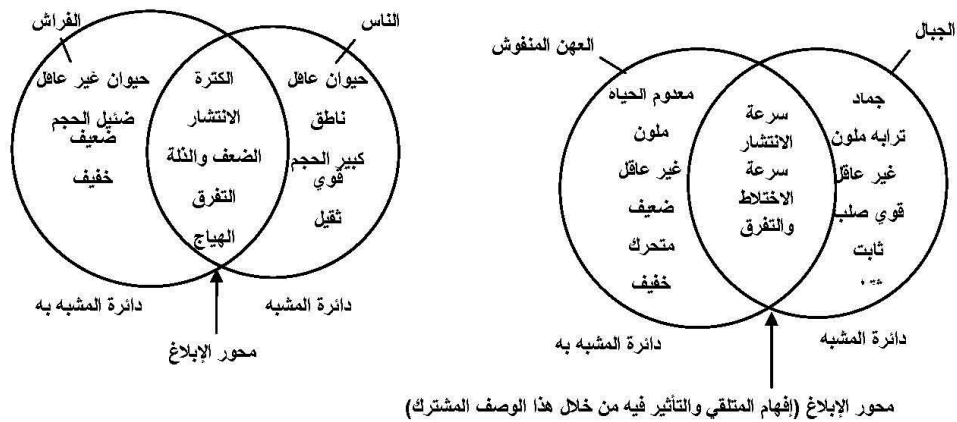 الناس
الفراش
حيوان عاقل
ناطق
كبير الحجم
قوي
ثقيل
الكثرة
الانتشار
الضعف والذلة
التفرق
الهياج
حيوان غير عاقل
ضئيل الحجم
ضعيف
خفيف
دائرة المشبه
دائرة المشبه به
محور الإبلاغ
الجبال
العهن المنفوش
جماد
ترابه ملون
غير عاقل
قوي صلب
ثابت
سرعة
الانتشار
سرعة
الاختلاط
والتفرق
معدوم الحياه
ملون
غير عاقل
ضعيف
متحرك
خفيف
دائرة المشبه
دائرة المشبه به
محور الإبلاغ (إفهام المتلقي والتأثير فيه من خلال هذا الوصف المشترك)